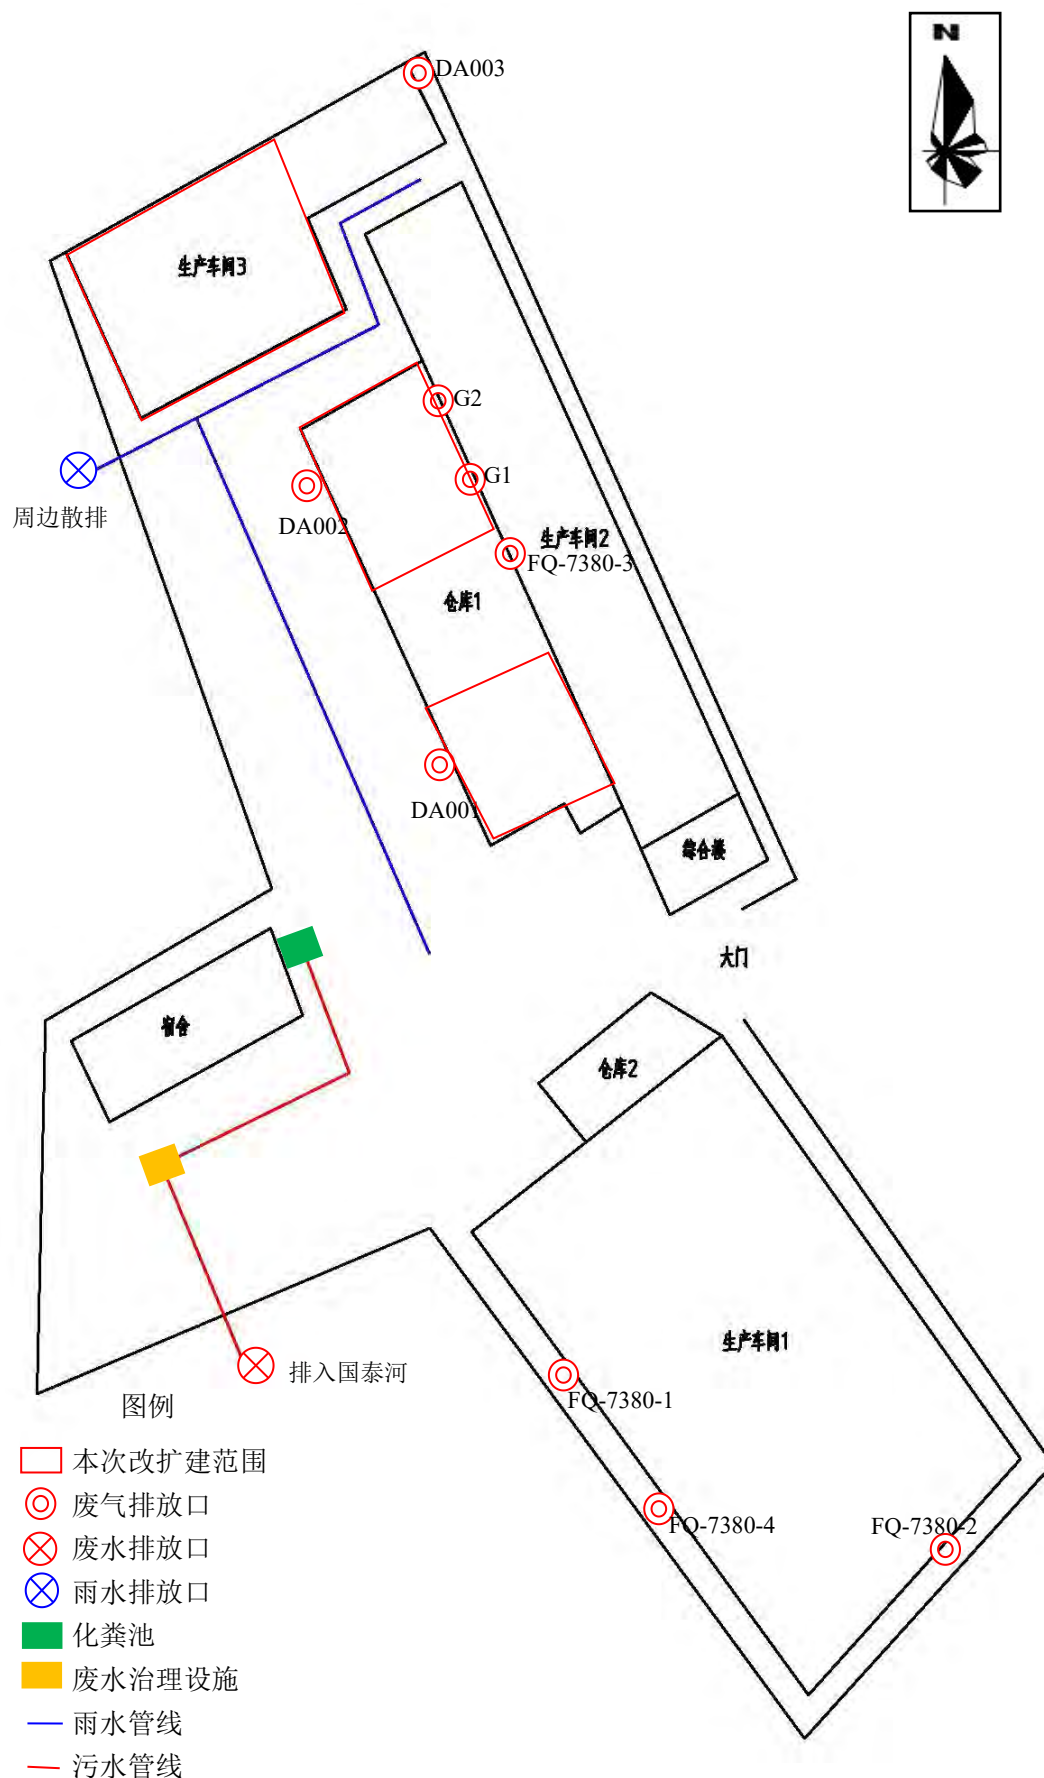 N
DA003
生产车间3
G2
G1
周边散排
DA002
生产车间2
FQ-7380-3
仓库1
DA001
综合楼
大门
宿舍
仓库2
生产车间1
排入国泰河
FQ-7380-1
FQ-7380-4
FQ-7380-2
图例
本次改扩建范围
废气排放口
废水排放口
雨水排放口
化粪池
废水治理设施
雨水管线
污水管线